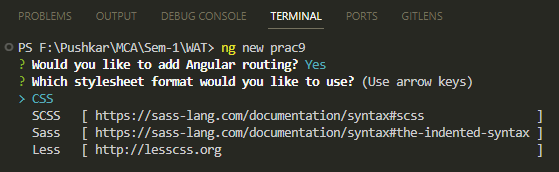 PROBLEMS OUTPUT DEBUG CONSOLE TERMINAL PORTS GITLENS
PS F:\Pushkar\MCA\Sem-1\WAT> ng new prac9
? Would you like to add Angular routing? Yes
? Which stylesheet format would you like to use? (Use arrow keys)
> CSS
SCSS [ https://sass-lang.com/documentation/syntax#scss ]
Sass [ https://sass-lang.com/documentation/syntax#the-indented-syntax ]
Less [ http://lesscss.org ]